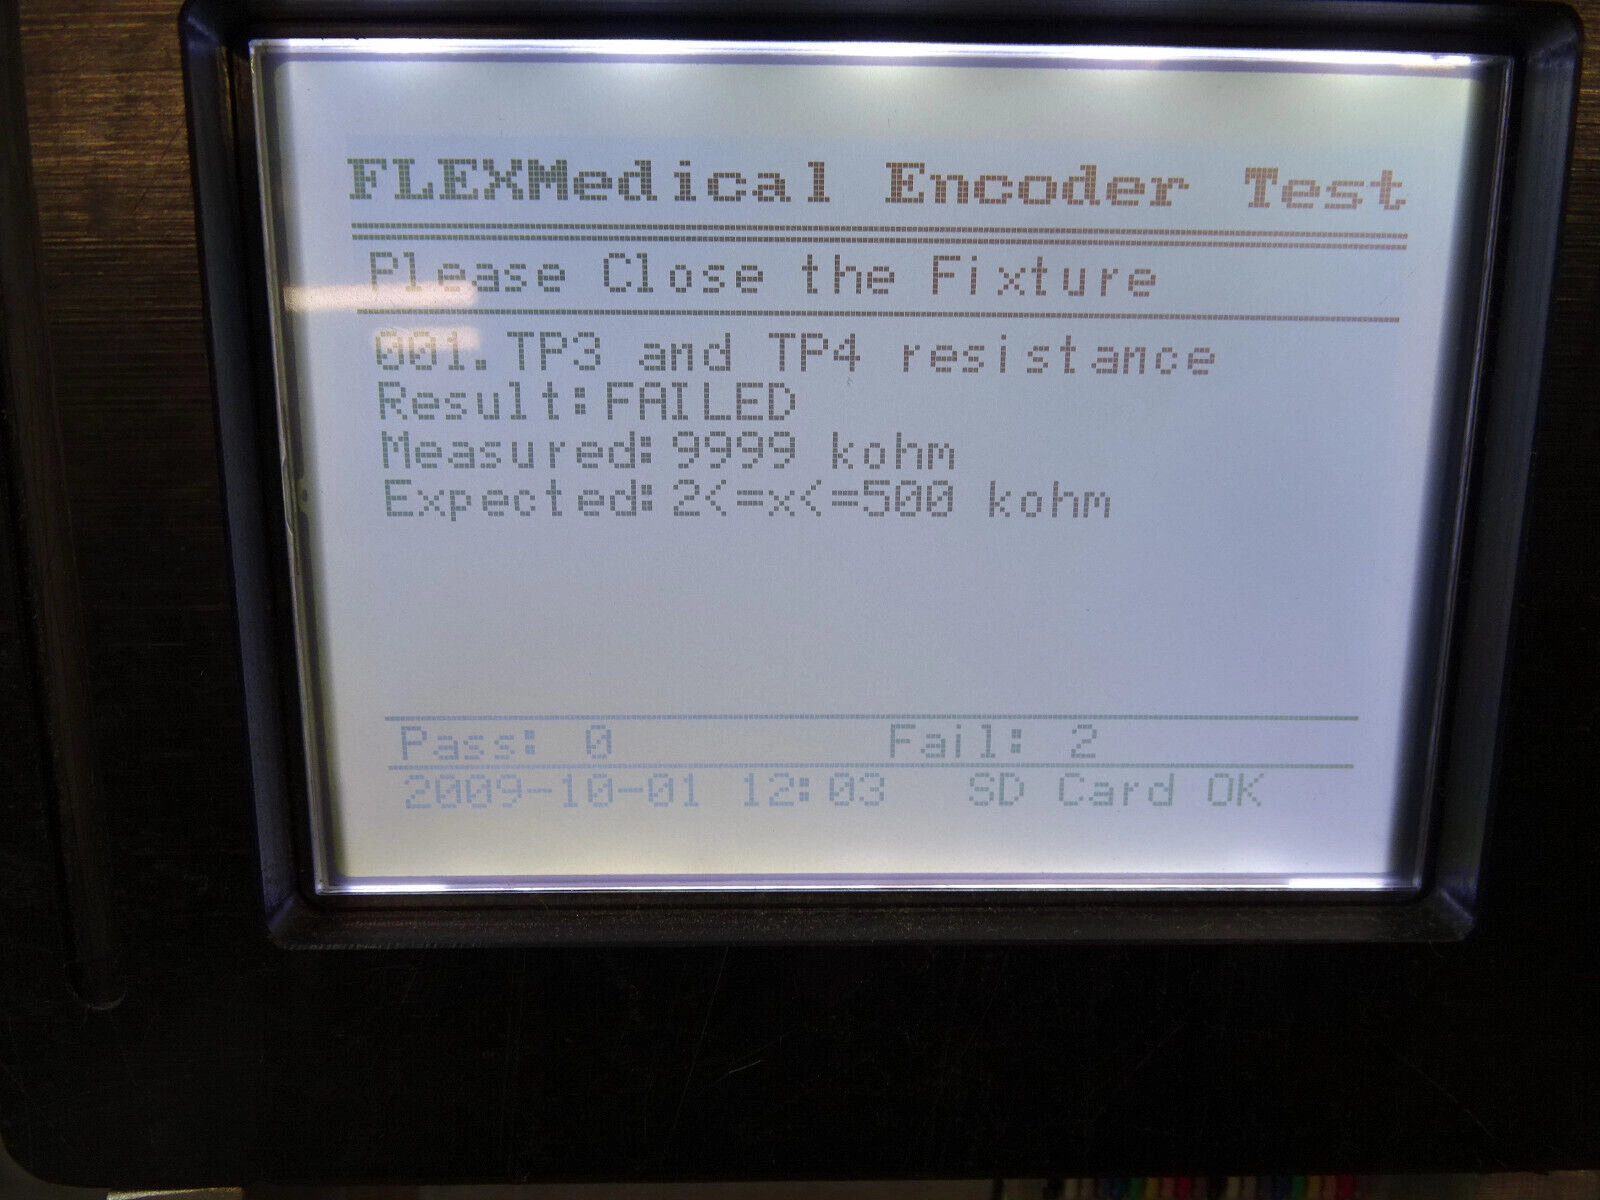 FLEXMedical Encoder Test
Please Close the Fixture
001.TP3 and TP4 resistance
Result:FAILED
Measured:9999 kohm
Expected:2<=x<=500 kohm
Pass: 0 Fail: 2
2009-10-01 12:03 SD Card OK